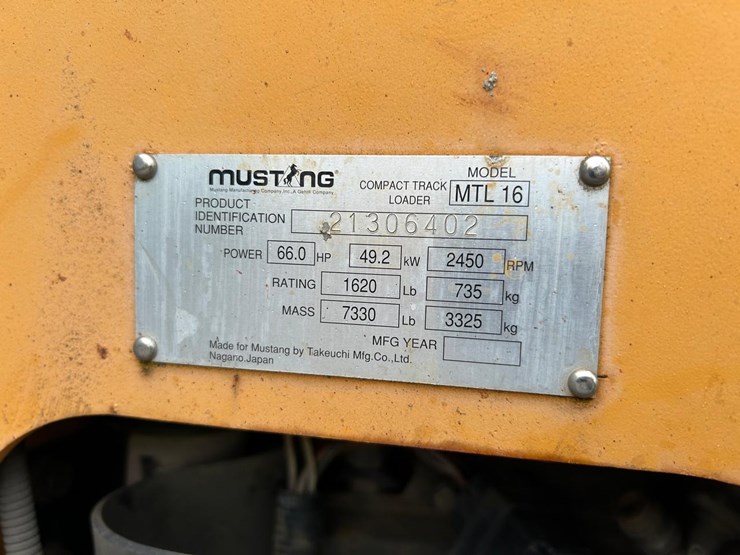 MUSTANG
Mustang Manufacturing Company, Inc. A Gehl® Company
COMPACT TRACK LOADER
MODEL
MTL 16
PRODUCT IDENTIFICATION NUMBER
21306402
POWER 66.0 HP 49.2 kW 2450 RPM
RATING 1620 Lb 735 kg
MASS 7330 Lb 3325 kg
MFG YEAR
Made for Mustang by Takeuchi Mfg.Co.,Ltd.
Nagano.Japan